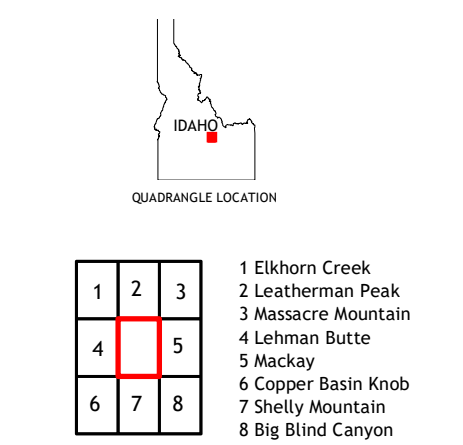 IDAHO
QUADRANGLE LOCATION
1 2 3
4 5
6 7 8
1 Elkhorn Creek
2 Leatherman Peak
3 Massacre Mountain
4 Lehman Butte
5 Mackay
6 Copper Basin Knob
7 Shelly Mountain
8 Big Blind Canyon